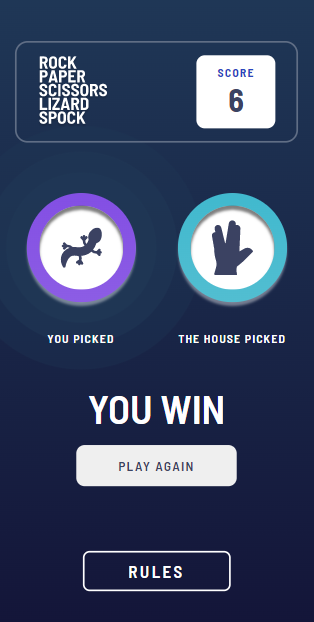 ROCK
PAPER
SCISSORS
LIZARD
SPOCK
SCORE
6
YOU PICKED
THE HOUSE PICKED
YOU WIN
PLAY AGAIN
RULES